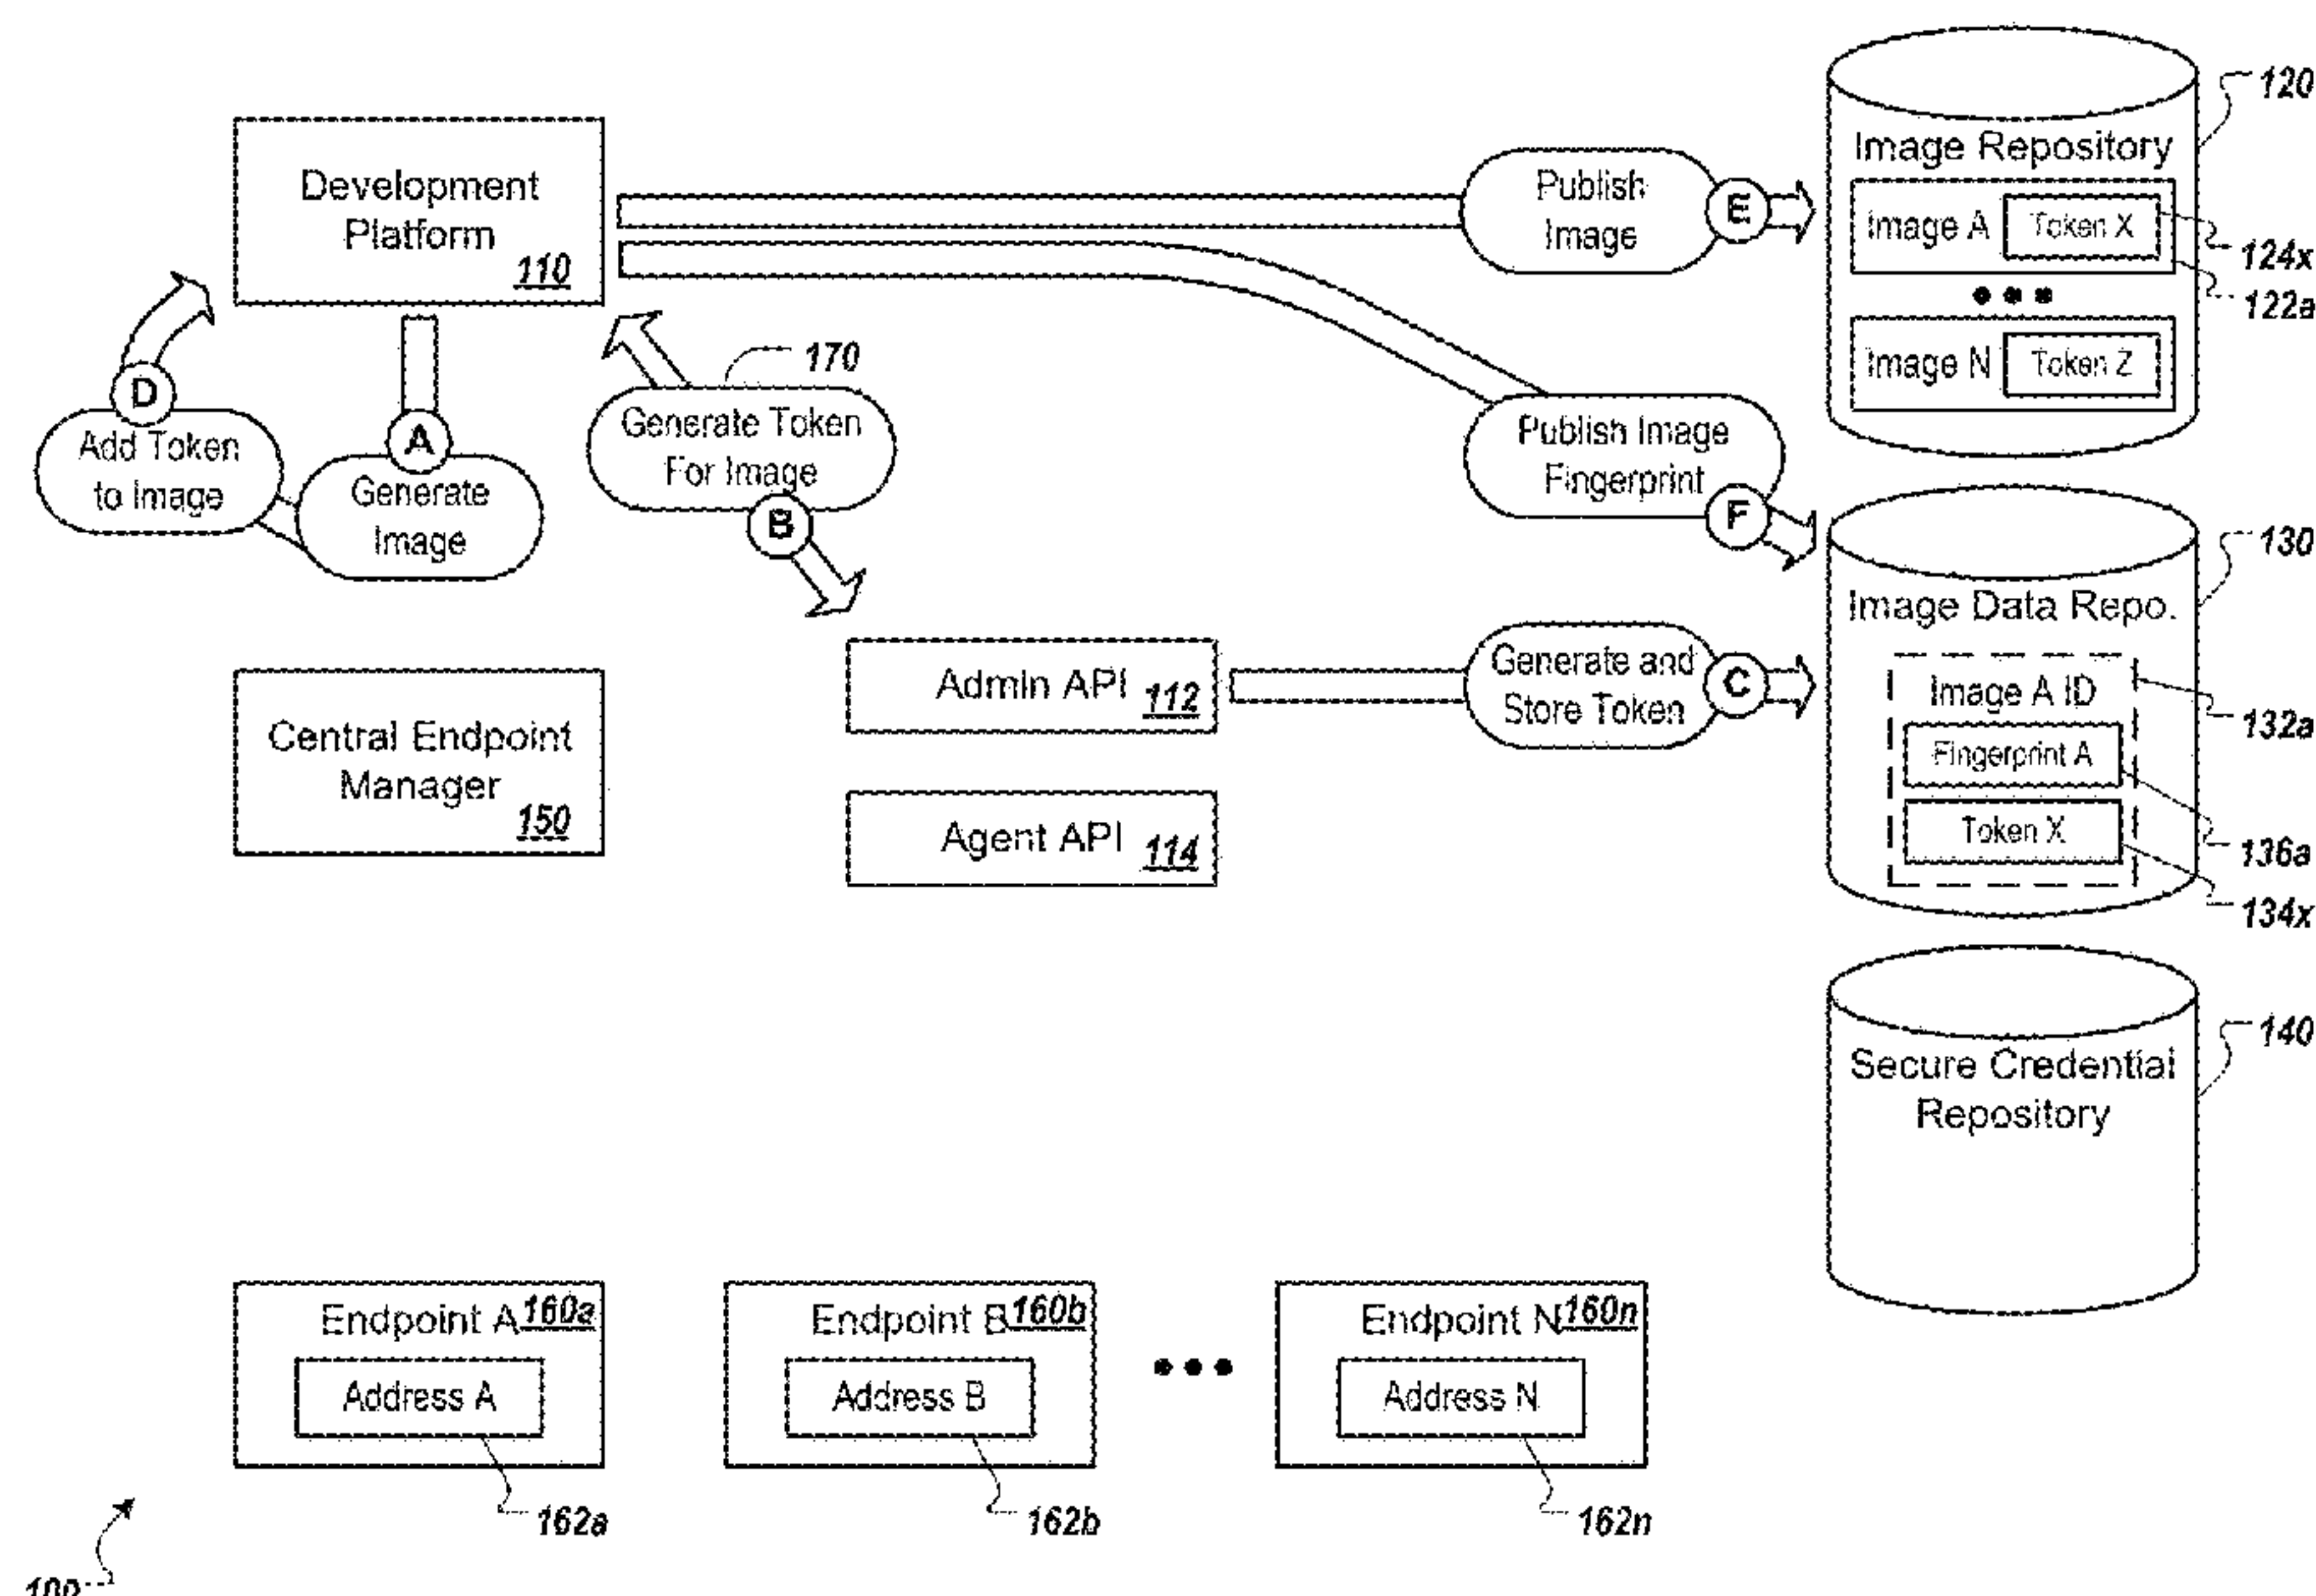 120
Image Repository
Development
Platform
110
Publish
Image
E
Image A
Token X
124x
122a
Image N
Token Z
170
D
Add Token
to Image
A
Generate
Image
Generate Token
For Image
B
Publish Image
Fingerprint
F
130
Image Data Repo.
Central Endpoint
Manager
150
Admin API 112
Generate and
Store Token
C
Image A ID
132a
Fingerprint A
136a
Token X
134x
Agent API 114
140
Secure Credential
Repository
Endpoint A 160a
Address A
162a
Endpoint B 160b
Address B
162b
Endpoint N 160n
Address N
162n
100